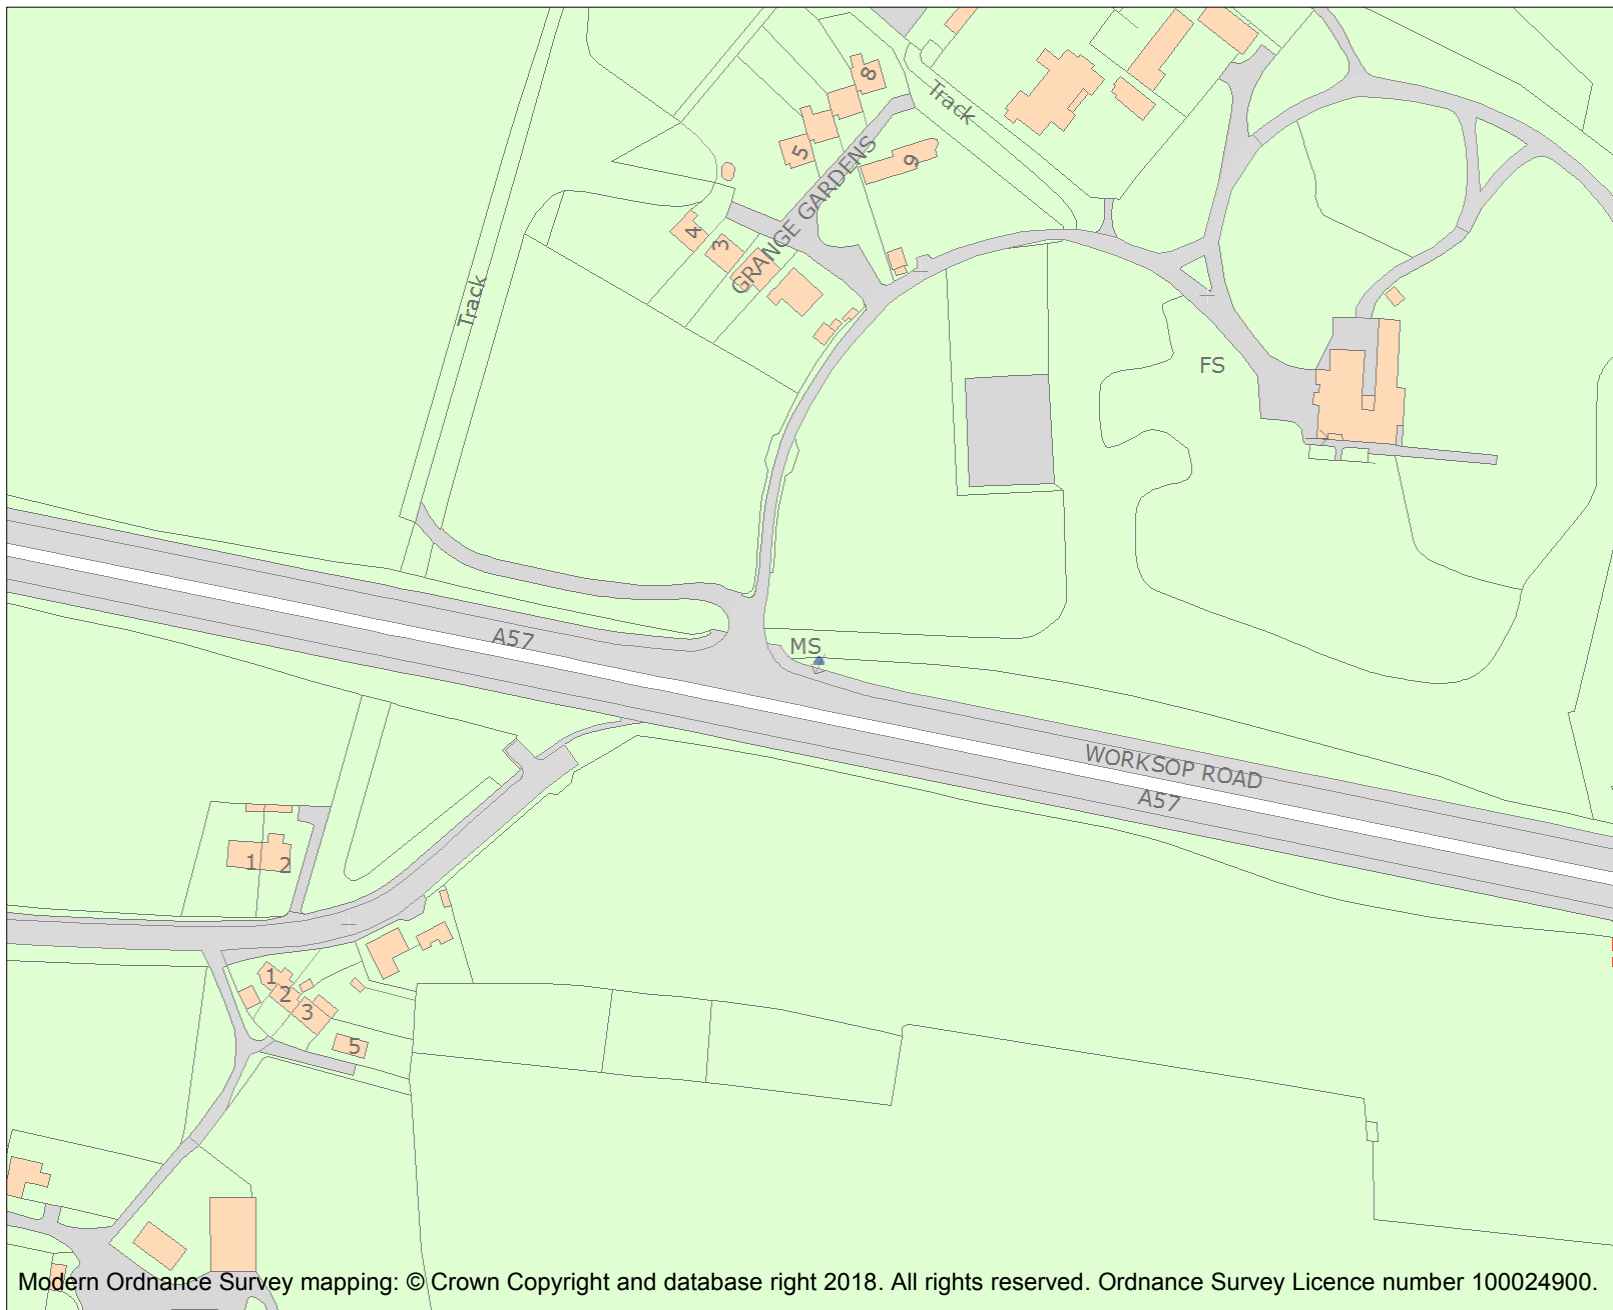 8
Track
5
9
GRANGE GARDENS
4
3
Track
FS
A57
MS
WORKSOP ROAD
A57
1
2
1
2
3
5
Modern Ordnance Survey mapping: © Crown Copyright and database right 2018. All rights reserved. Ordnance Survey Licence number 100024900.